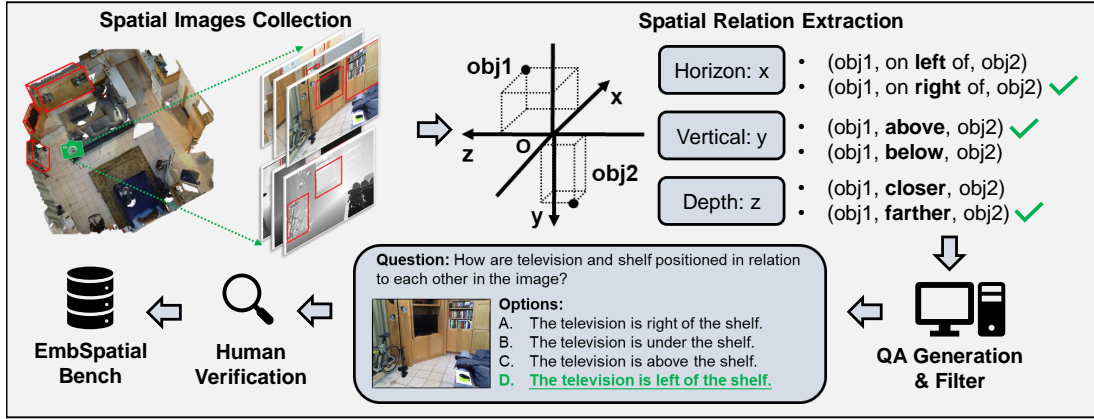 Spatial Images Collection
Spatial Relation Extraction
obj1
x
z
o
obj2
y
Horizon: x
• (obj1, on left of, obj2)
• (obj1, on right of, obj2)
Vertical: y
• (obj1, above, obj2)
• (obj1, below, obj2)
Depth: z
• (obj1, closer, obj2)
• (obj1, farther, obj2)
QA Generation
& Filter
Question: How are television and shelf positioned in relation
to each other in the image?
Options:
A. The television is right of the shelf.
B. The television is under the shelf.
C. The television is above the shelf.
D. The television is left of the shelf.
Human
Verification
EmbSpatial
Bench